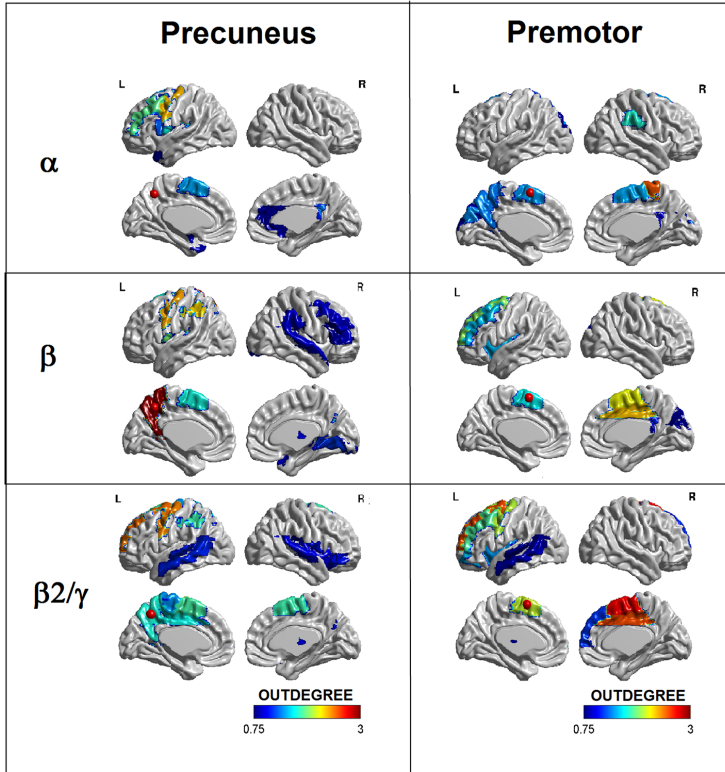 Precuneus Premotor
L R L R
α
L R L R
β
L R L R
β2/γ
OUTDEGREE OUTDEGREE
0.75 3 0.75 3